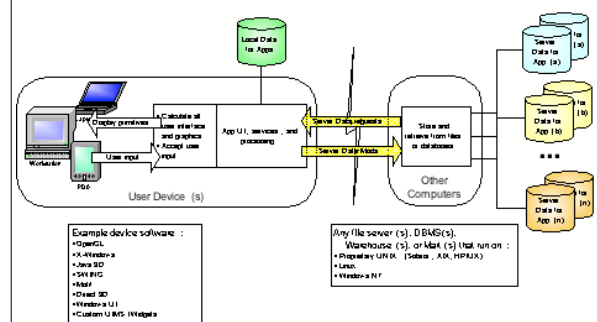 Local Data
for Apps
Server
Data for
App (a)
Server
Data for
App (b)
Server
Data for
App (n)
Display primitives
User input
Workstation
PDA
• Calculate all
user interface
and graphics
• Accept user
input
App UI, services, and
processing
Server Data requests
Server Data Mods
Store and
retrieve from files
or databases
User Device (s)
Other
Computers
Example device software :
• OpenGL
• X-Windows
• Java 3D
• SWING
• Motif
• Direct 3D
• Windows UI
• Custom UIMS Widgets
Any file server (s), DBMS(s),
Warehouse (s), or Mart (s) that run on :
• Proprietary UNIX (Solaris, AIX, HPIUX)
• Linux
• Windows NT